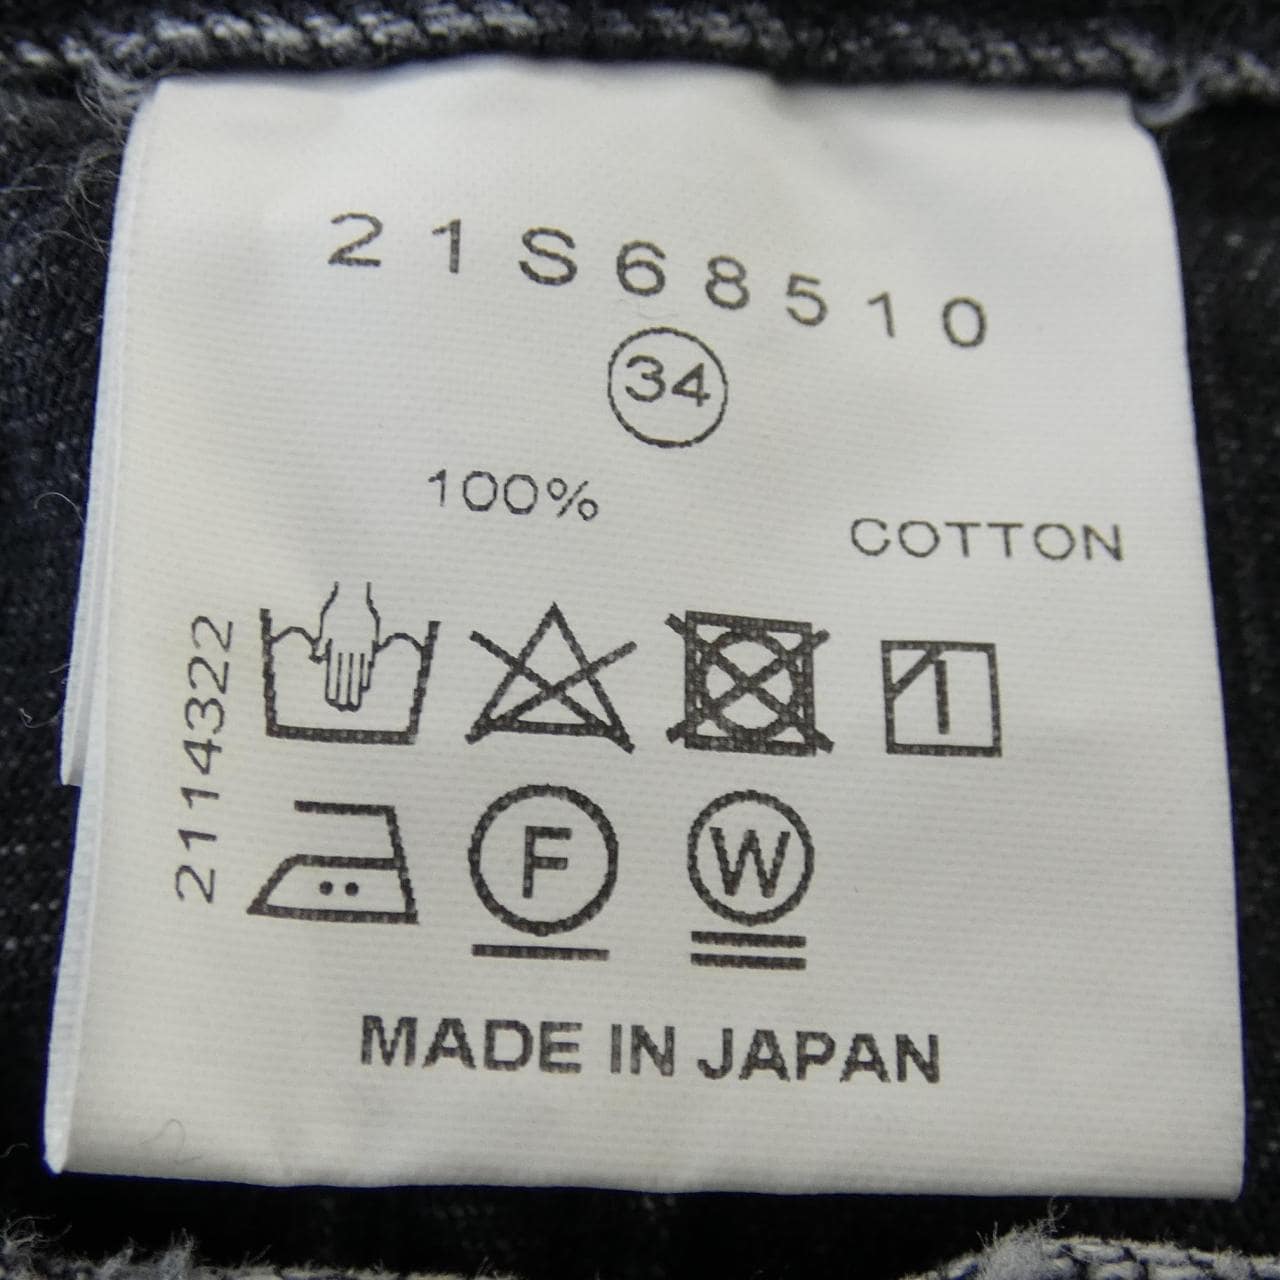 21S68510
34
100%
COTTON
2114322
F
W
MADE IN JAPAN